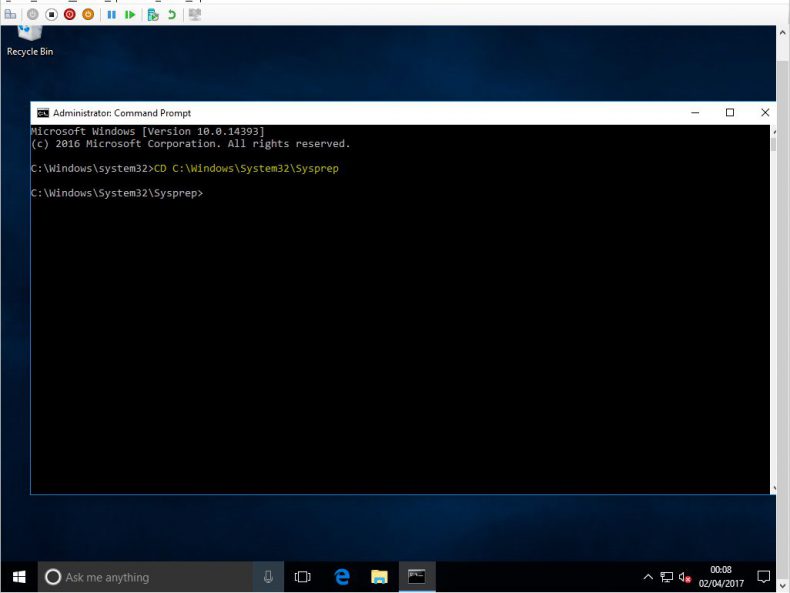 Recycle Bin
Administrator: Command Prompt
Microsoft Windows [Version 10.0.14393]
(c) 2016 Microsoft Corporation. All rights reserved.
C:\Windows\system32>CD C:\Windows\System32\Sysprep
C:\Windows\System32\Sysprep>
Ask me anything
00:08
02/04/2017